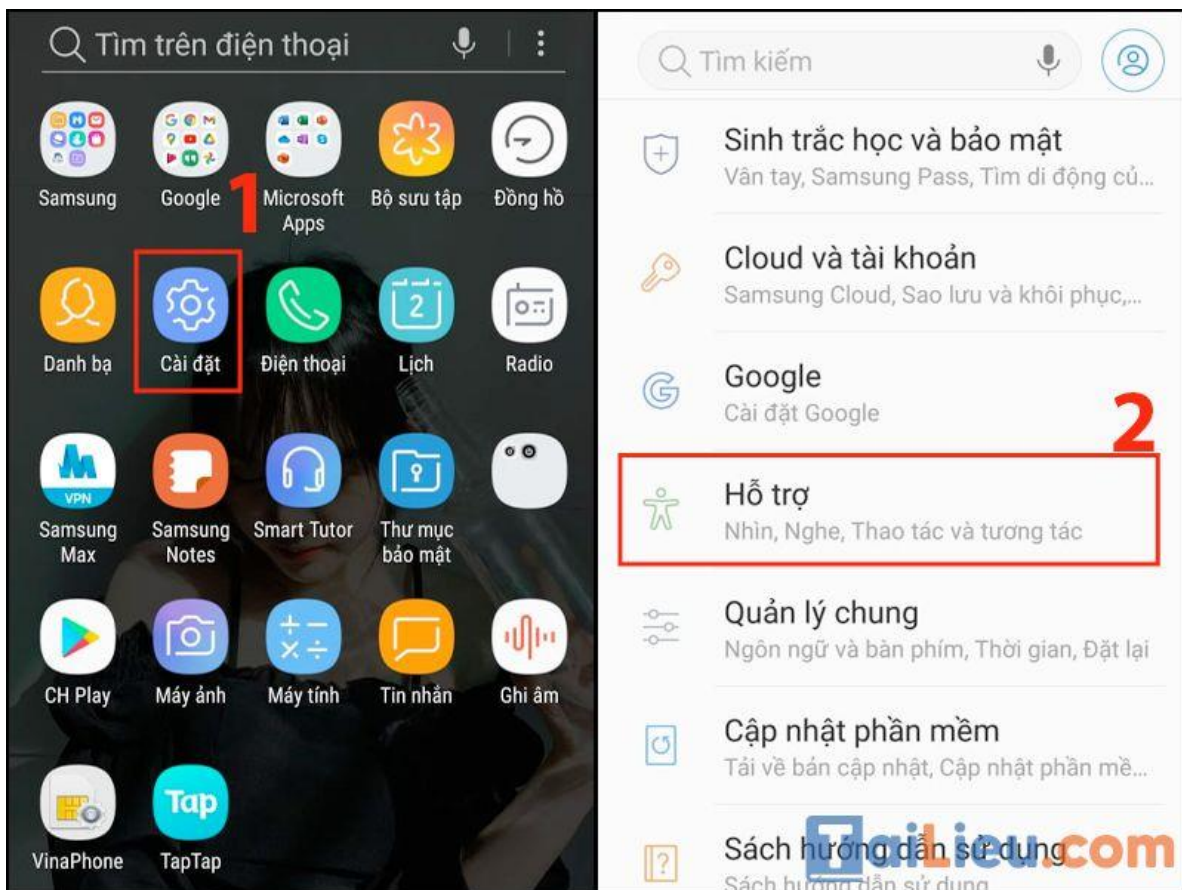 Tìm trên điện thoại
Samsung
Google
Microsoft
Apps
Bộ sưu tập
Đồng hồ
1
Danh bạ
Cài đặt
Điện thoại
2
Lịch
Radio
VPN
Samsung
Max
Samsung
Notes
Smart Tutor
Thư mục
bảo mật
CH Play
Máy ảnh
Máy tính
Tin nhắn
Ghi âm
VinaPhone
Tap
TapTap
Tìm kiếm
Sinh trắc học và bảo mật
Vân tay, Samsung Pass, Tìm di động củ...
Cloud và tài khoản
Samsung Cloud, Sao lưu và khôi phục,...
Google
Cài đặt Google
2
Hỗ trợ
Nhìn, Nghe, Thao tác và tương tác
Quản lý chung
Ngôn ngữ và bàn phím, Thời gian, Đặt lại
Cập nhật phần mềm
Tải về bản cập nhật, Cập nhật phần mề...
Sách hướng dẫn sử dụng
Sách hướng dẫn sử dụng
TaiLieu.com